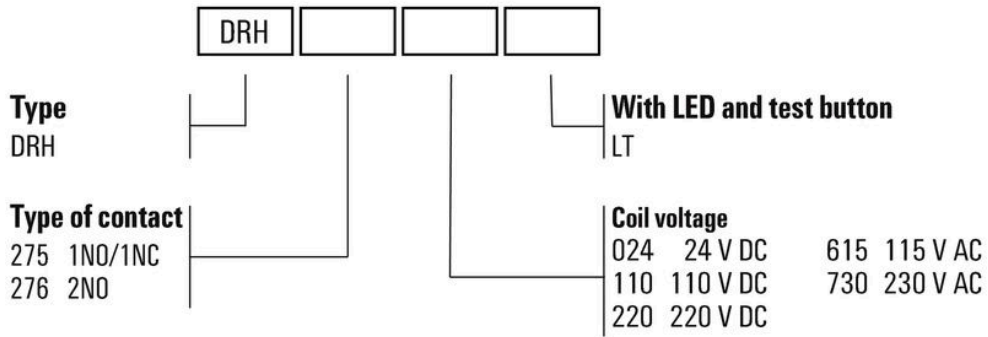 DRH
Type
DRH
With LED and test button
LT
Type of contact
275 1NO/1NC
276 2NO
Coil voltage
024 24 V DC 615 115 V AC
110 110 V DC 730 230 V AC
220 220 V DC